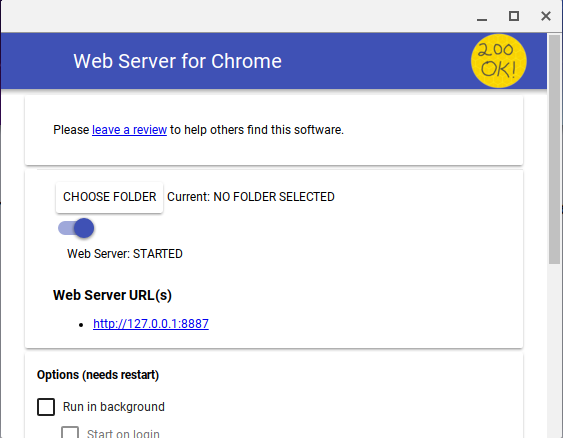 Web Server for Chrome
200
OK!
Please leave a review to help others find this software.
CHOOSE FOLDER Current: NO FOLDER SELECTED
Web Server: STARTED
Web Server URL(s)
http://127.0.0.1:8887
Options (needs restart)
Run in background
Start on login